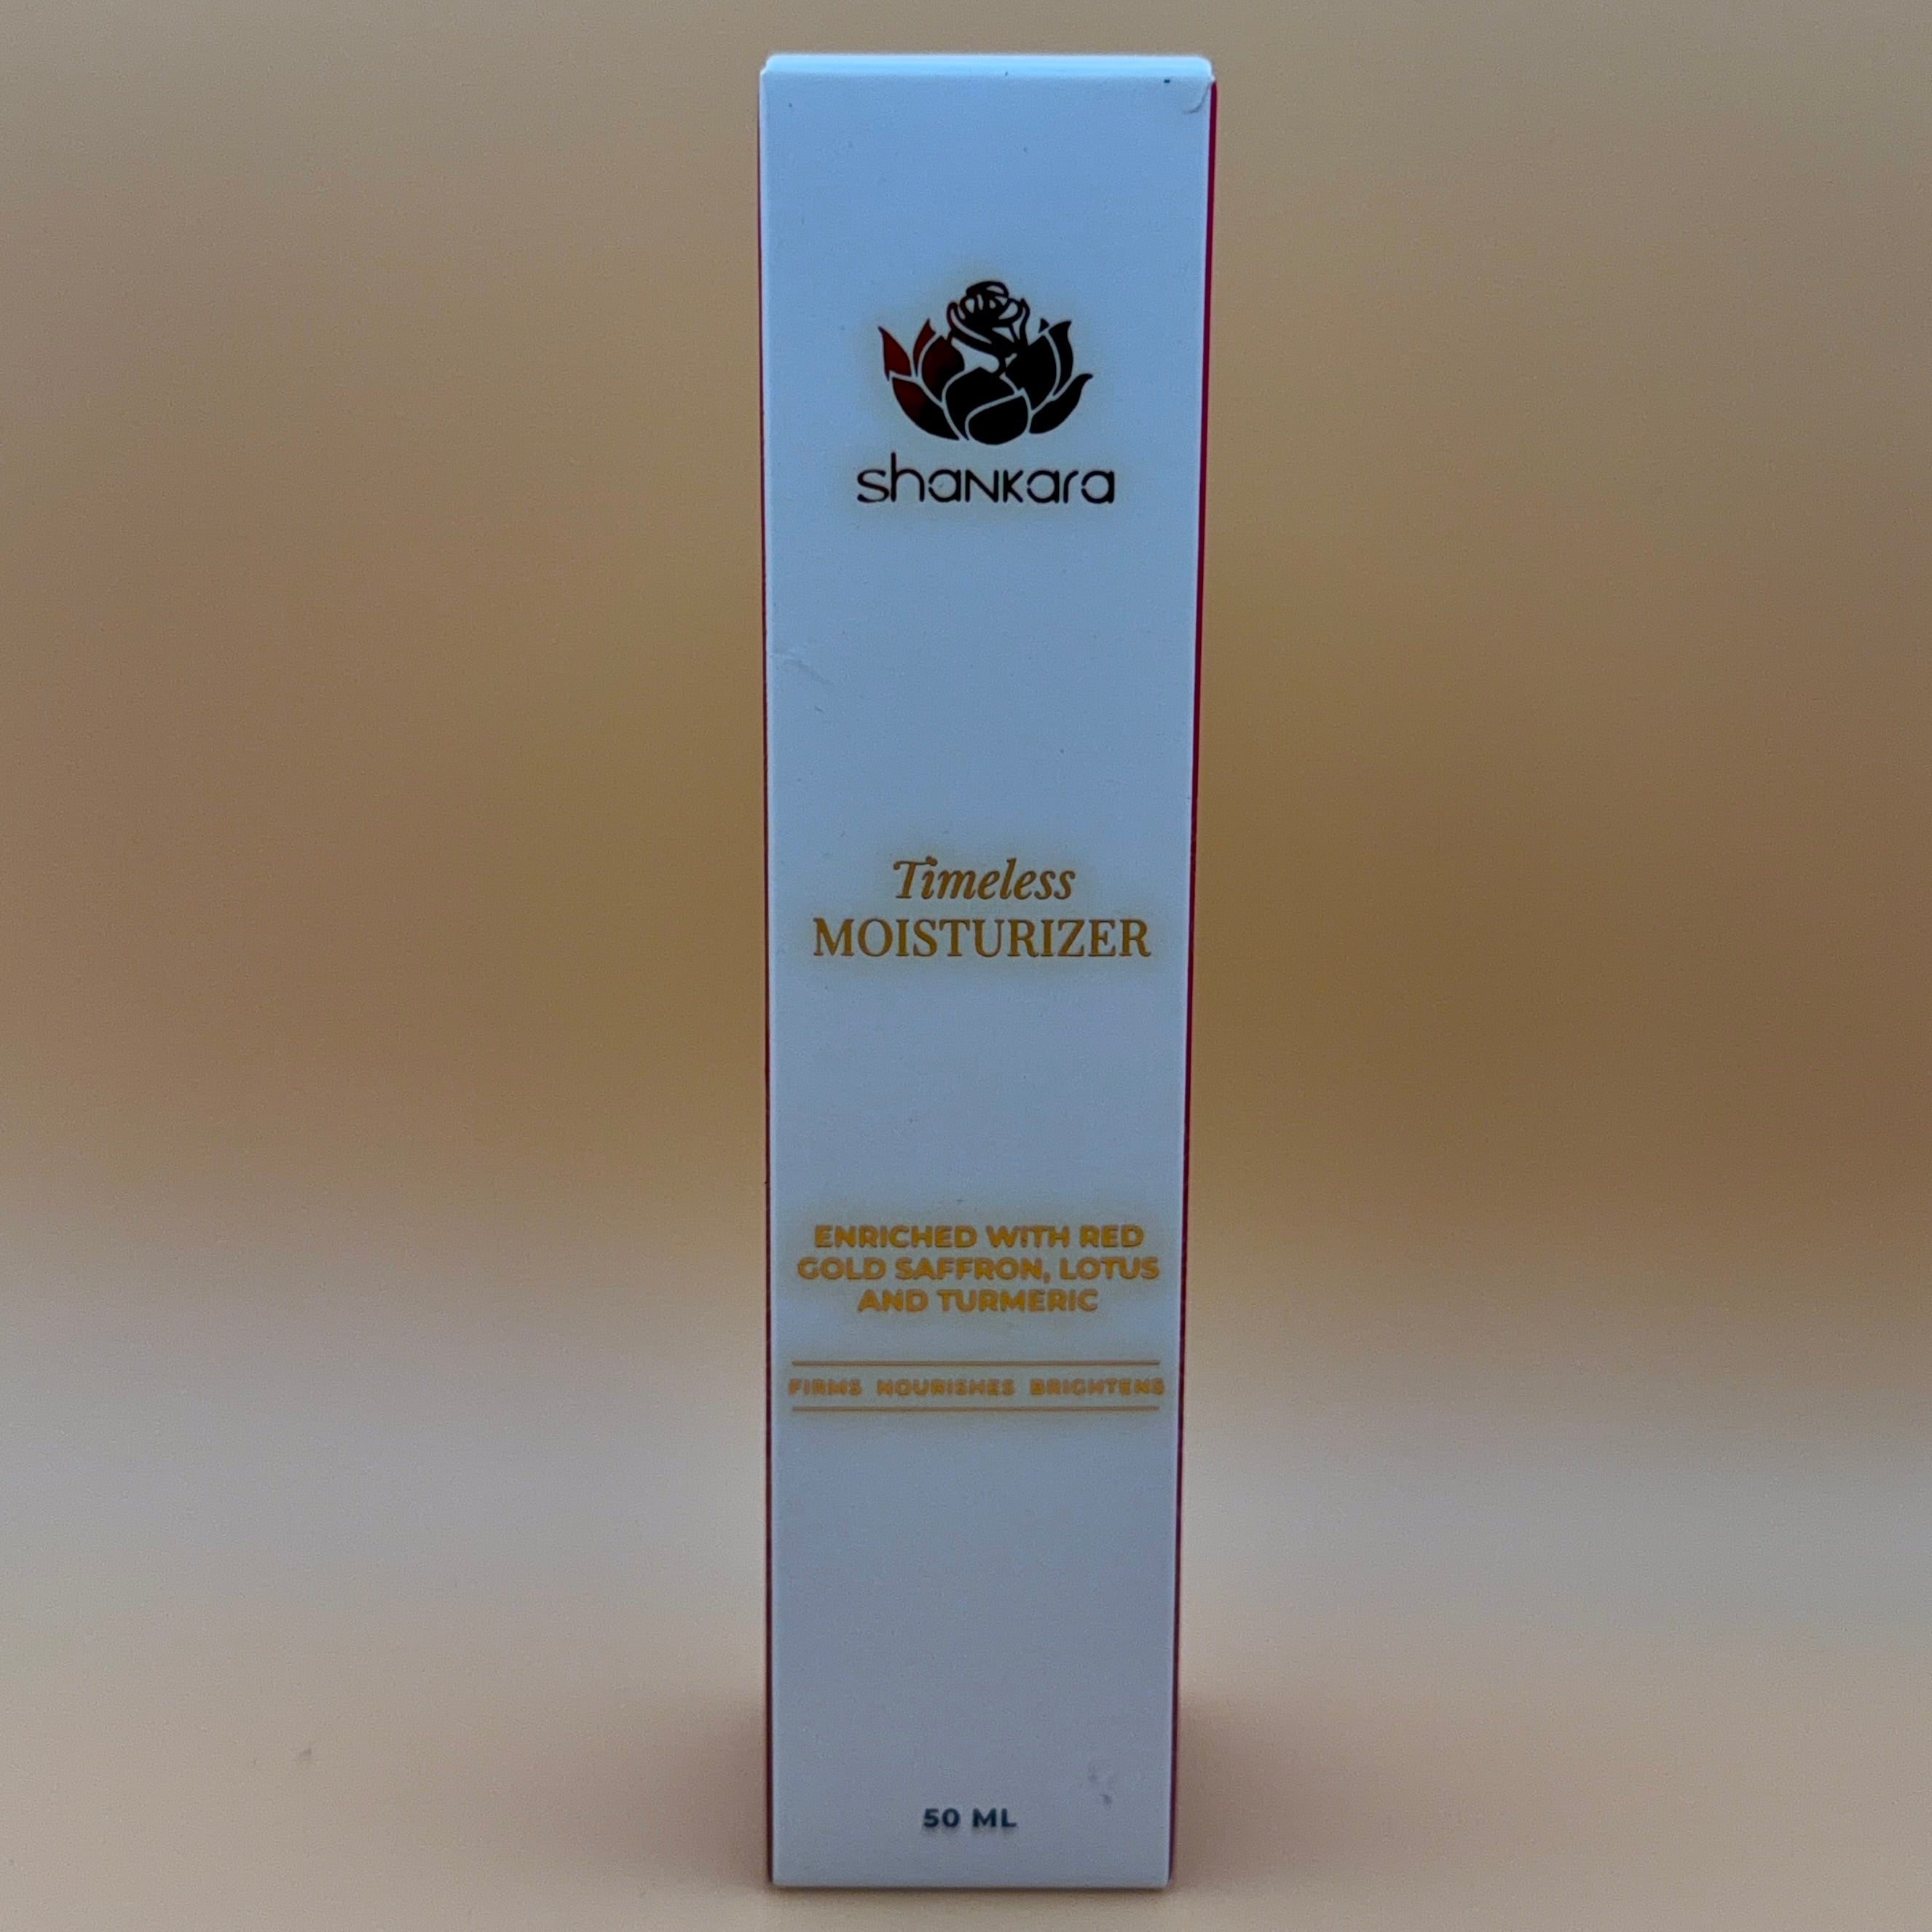 shankara
Timeless
MOISTURIZER
ENRICHED WITH RED
GOLD SAFFRON, LOTUS
AND TURMERIC
FIRMS NOURISHES BRIGHTENS
50 ML